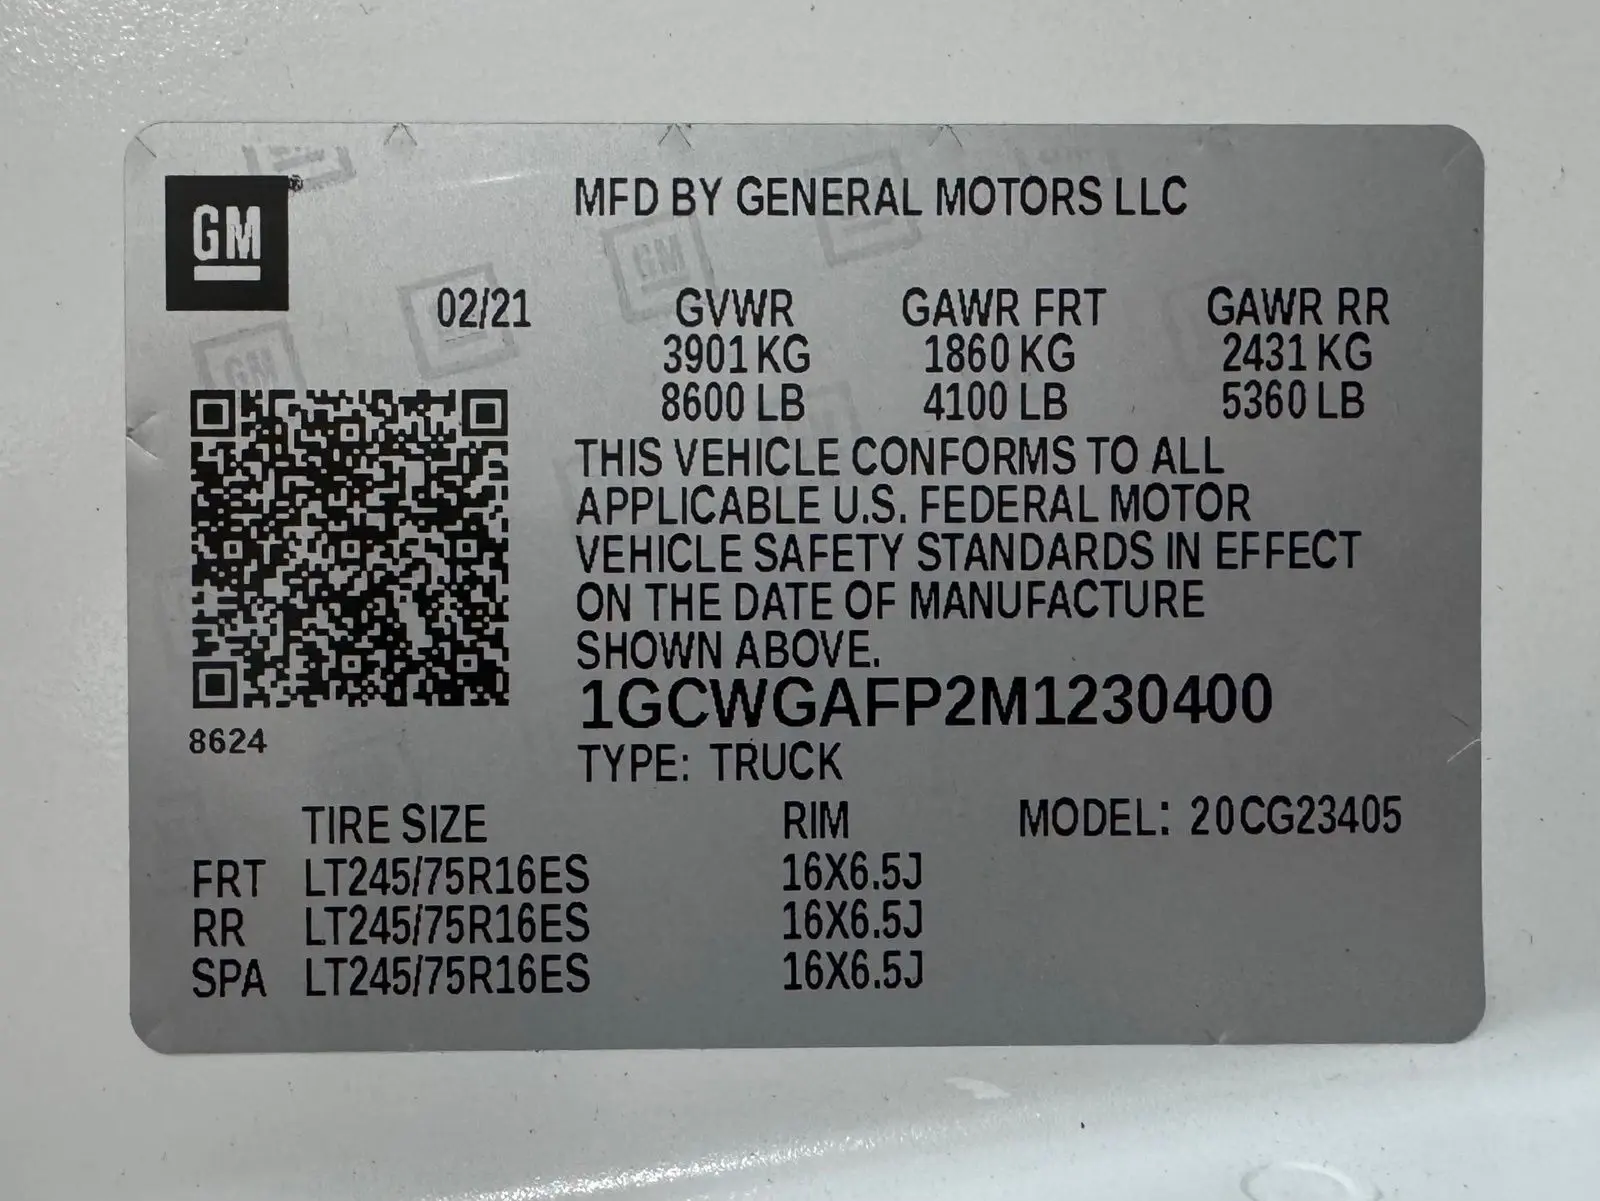 GM
MFD BY GENERAL MOTORS LLC
02/21 GVWR GAWR FRT GAWR RR
3901 KG 1860 KG 2431 KG
8600 LB 4100 LB 5360 LB
THIS VEHICLE CONFORMS TO ALL
APPLICABLE U.S. FEDERAL MOTOR
VEHICLE SAFETY STANDARDS IN EFFECT
ON THE DATE OF MANUFACTURE
SHOWN ABOVE.
1GCWGAFP2M1230400
8624
TYPE: TRUCK
TIRE SIZE RIM MODEL: 20CG23405
FRT LT245/75R16ES 16X6.5J
RR LT245/75R16ES 16X6.5J
SPA LT245/75R16ES 16X6.5J